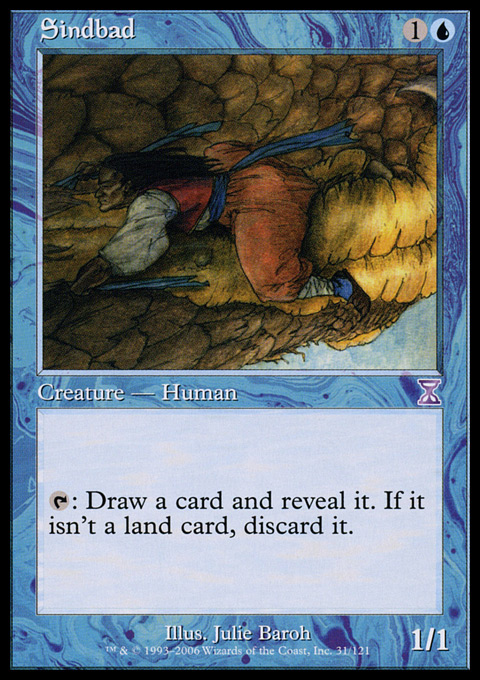 Sindbad 1
Creature — Human
: Draw a card and reveal it. If it
isn't a land card, discard it.
Illus. Julie Baroh
1/1
™ & © 1993–2006 Wizards of the Coast, Inc. 31/121